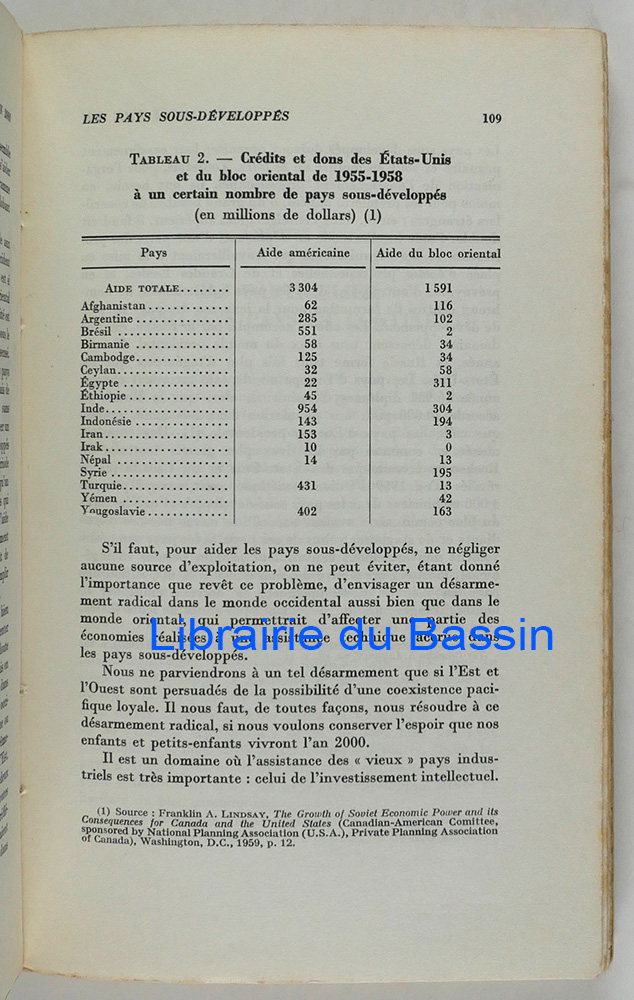 LES PAYS SOUS-DÉVELOPPÉS 109
TABLEAU 2. — Crédits et dons des États-Unis
et du bloc oriental de 1955-1958
à un certain nombre de pays sous-développés
(en millions de dollars) (1)
Pays Aide américaine Aide du bloc oriental
AIDE TOTALE........ 3 304 1 591
Afghanistan ............. 62 116
Argentine ............... 285 102
Brésil .................. 551 2
Birmanie ................ 58 34
Cambodge............... 125 34
Ceylan.................. 32 58
Égypte ................. 22 311
Éthiopie ................ 45 2
Inde.................... 954 304
Indonésie ............... 143 194
Iran.................... 153 3
Irak.................... 10 0
Népal .................. 14 13
Syrie ................... 195
Turquie................. 431 13
Yémen ................. 42
Yougoslavie............. 402 163
S'il faut, pour aider les pays sous-développés, ne négliger
aucune source d'exploitation, on ne peut éviter, étant donné
l'importance que revêt ce problème, d'envisager un désarme-
ment radical dans le monde occidental aussi bien que dans le
monde oriental qui permettrait d'affecter une partie des
économies réalisées à une assistance technique accrue dans
Librairie du Bassin
les pays sous-développés.
Nous ne parviendrons à un tel désarmement que si l'Est et
l'Ouest sont persuadés de la possibilité d'une coexistence paci-
fique loyale. Il nous faut, de toutes façons, nous résoudre à ce
désarmement radical, si nous voulons conserver l'espoir que nos
enfants et petits-enfants vivront l'an 2000.
Il est un domaine où l'assistance des « vieux » pays indus-
triels est très importante : celui de l'investissement intellectuel.
(1) Source : Franklin A. LINDSAY, The Growth of Soviet Economic Power and its
Consequences for Canada and the United States (Canadian-American Comittee,
sponsored by National Planning Association (U.S.A.), Private Planning Association
of Canada), Washington, D.C., 1959, p. 12.